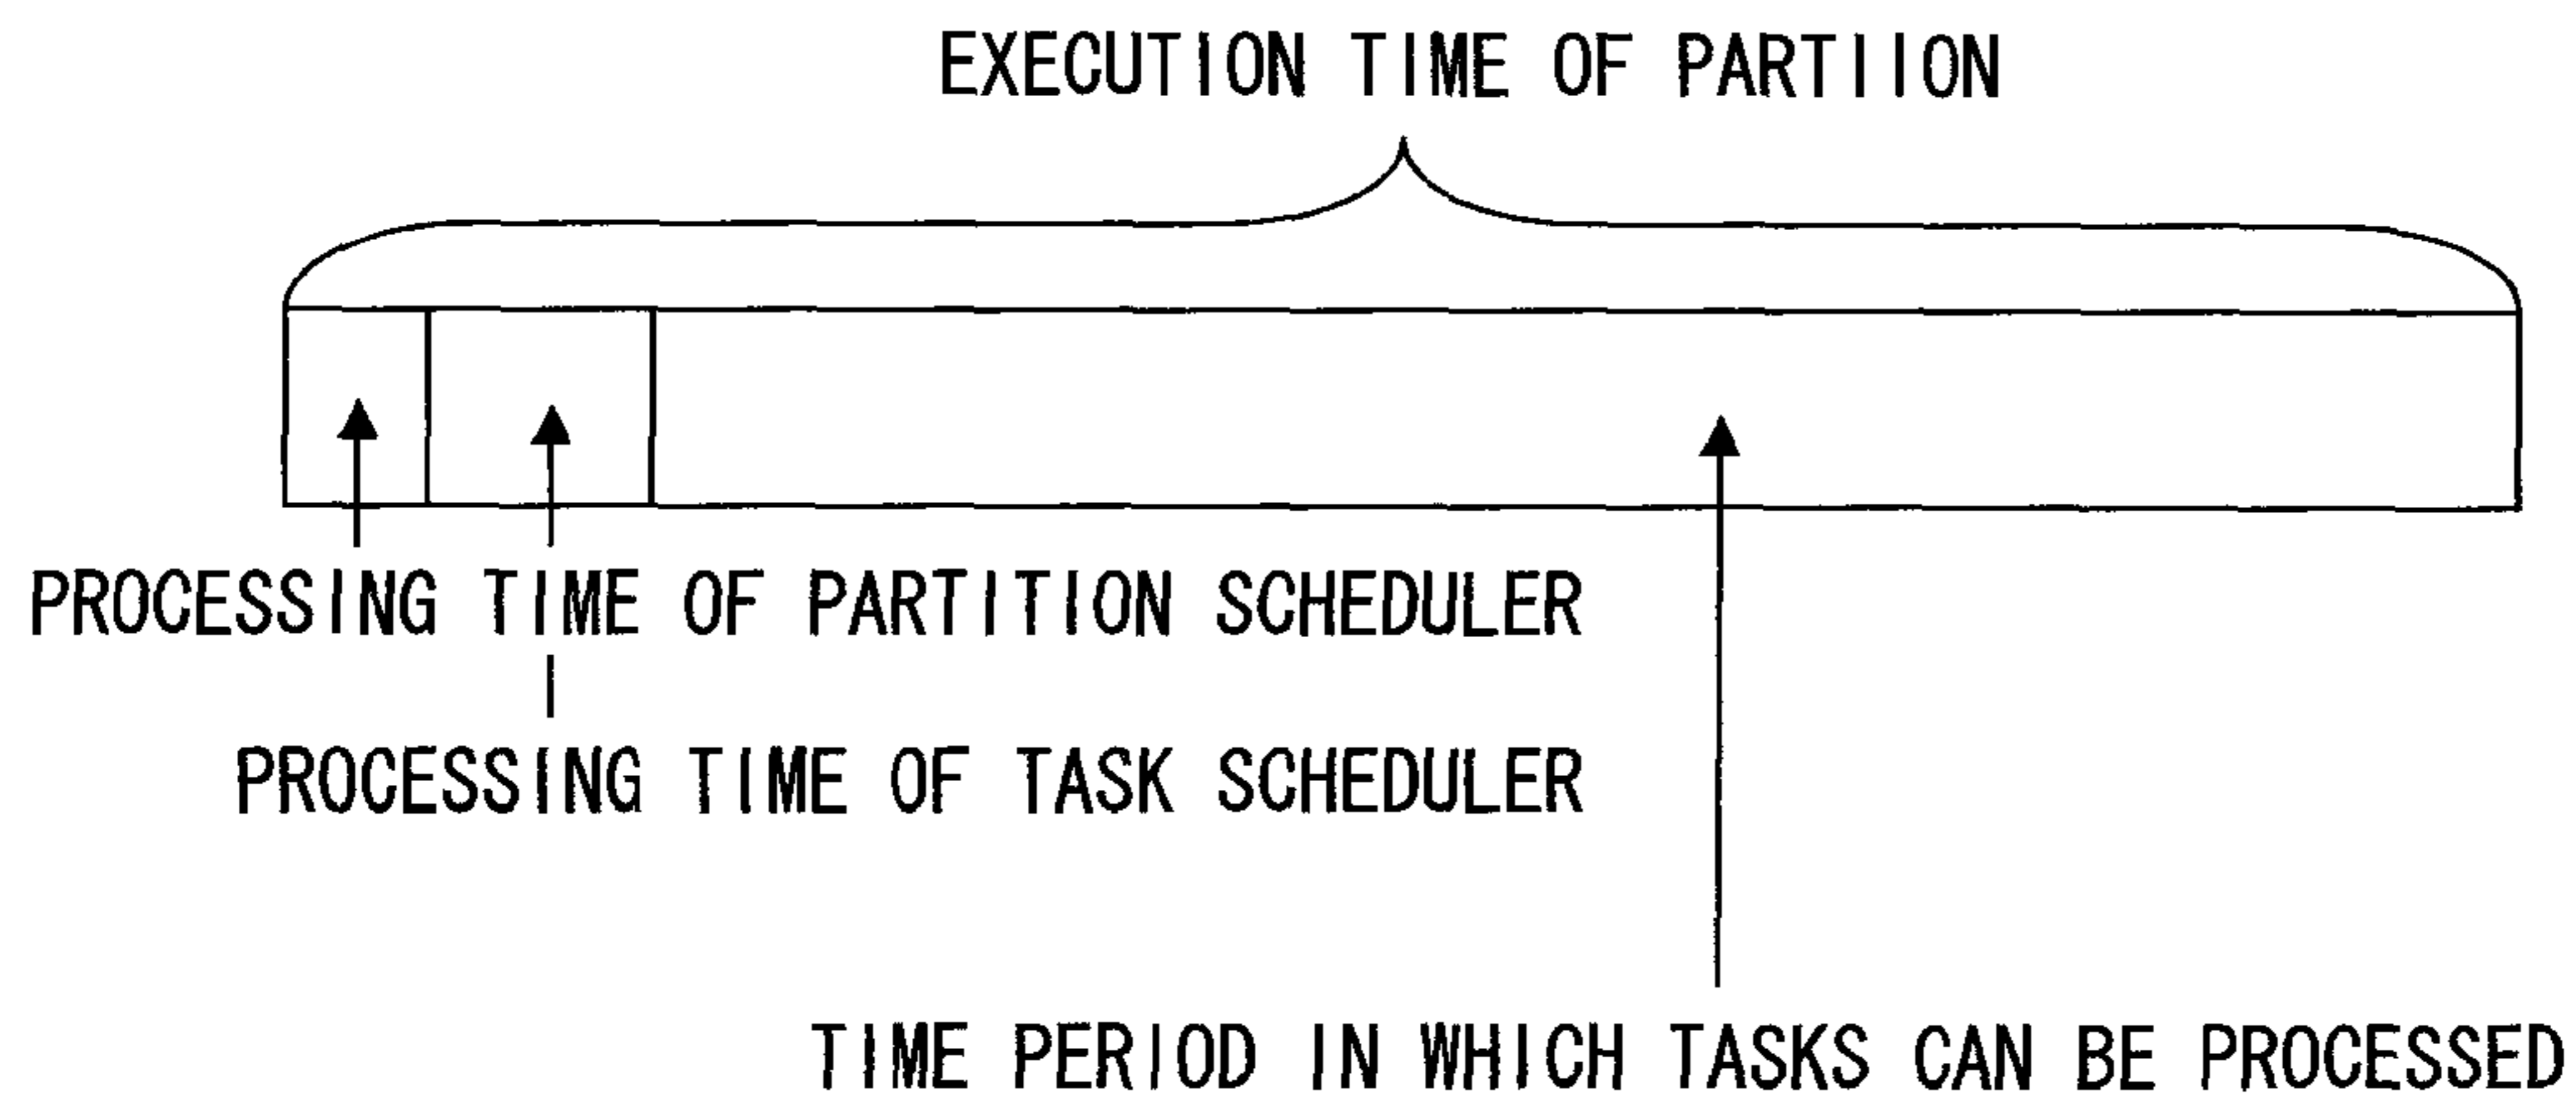 EXECUTION TIME OF PARTIION
PROCESSING TIME OF PARTITION SCHEDULER
PROCESSING TIME OF TASK SCHEDULER
TIME PERIOD IN WHICH TASKS CAN BE PROCESSED